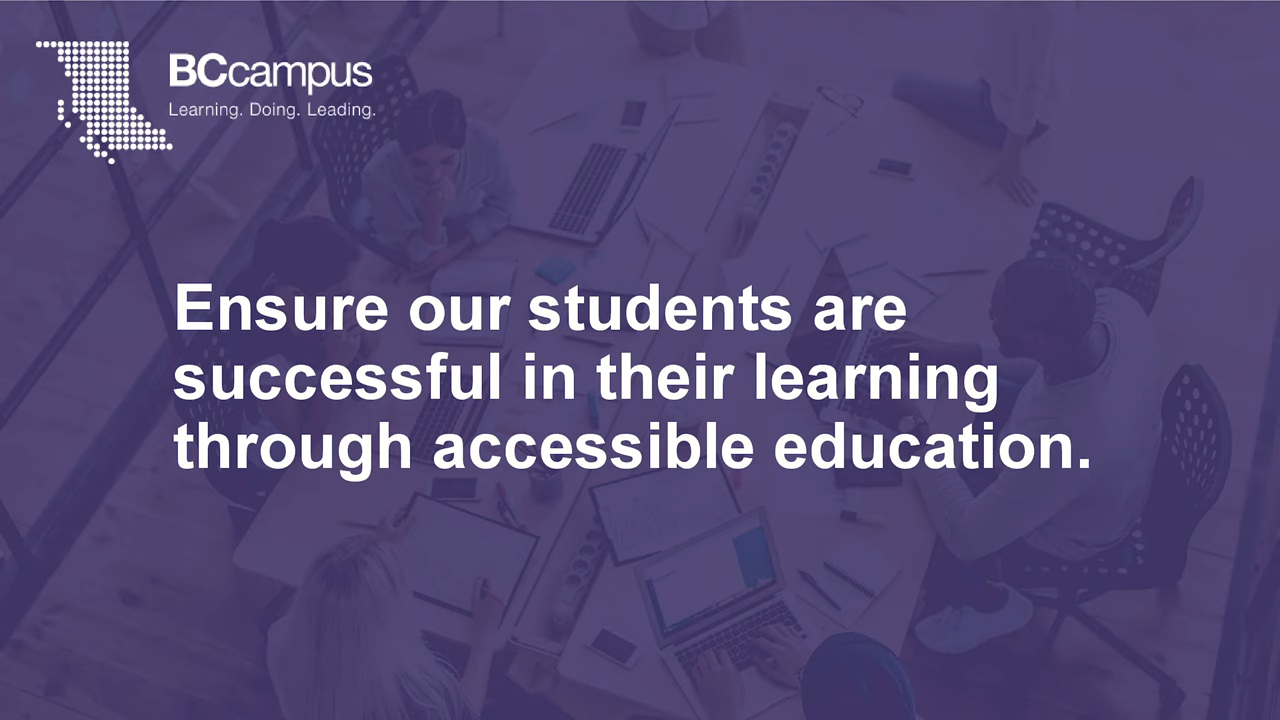 BCcampus
Learning. Doing. Leading.
Ensure our students are
successful in their learning
through accessible education.